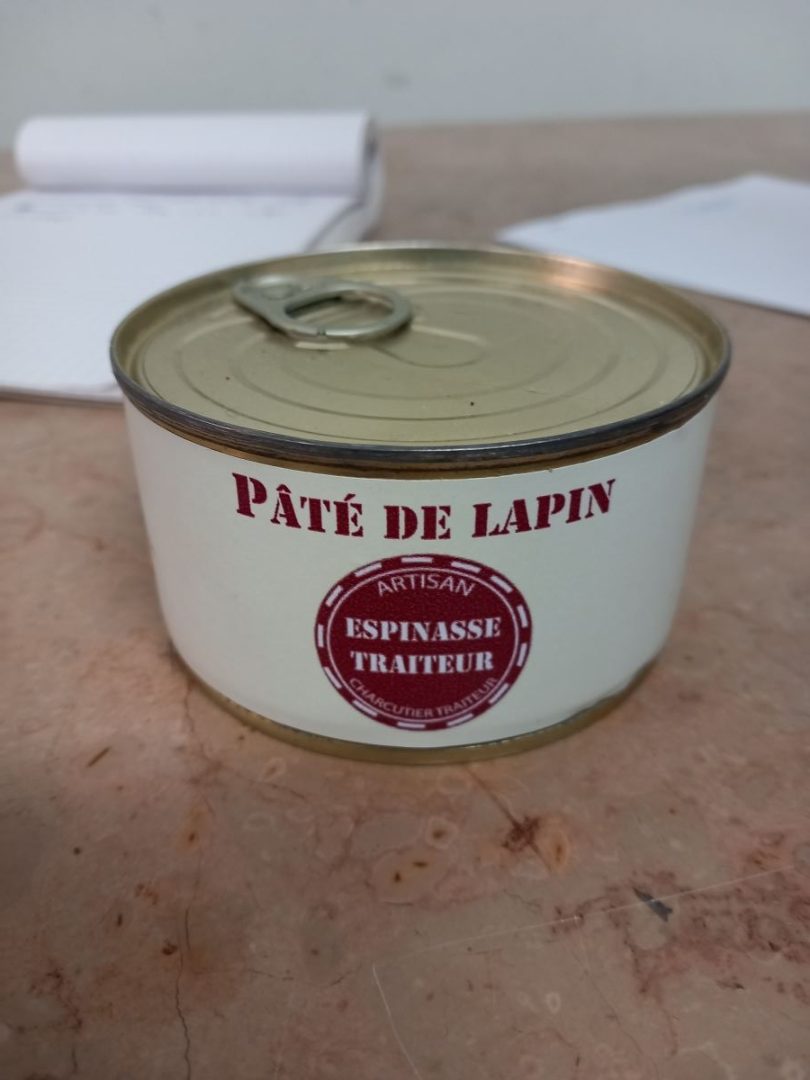 PÂTÉ DE LAPIN
ARTISAN
ESPINASSE
TRAITEUR
CHARCUTIER TRAITEUR